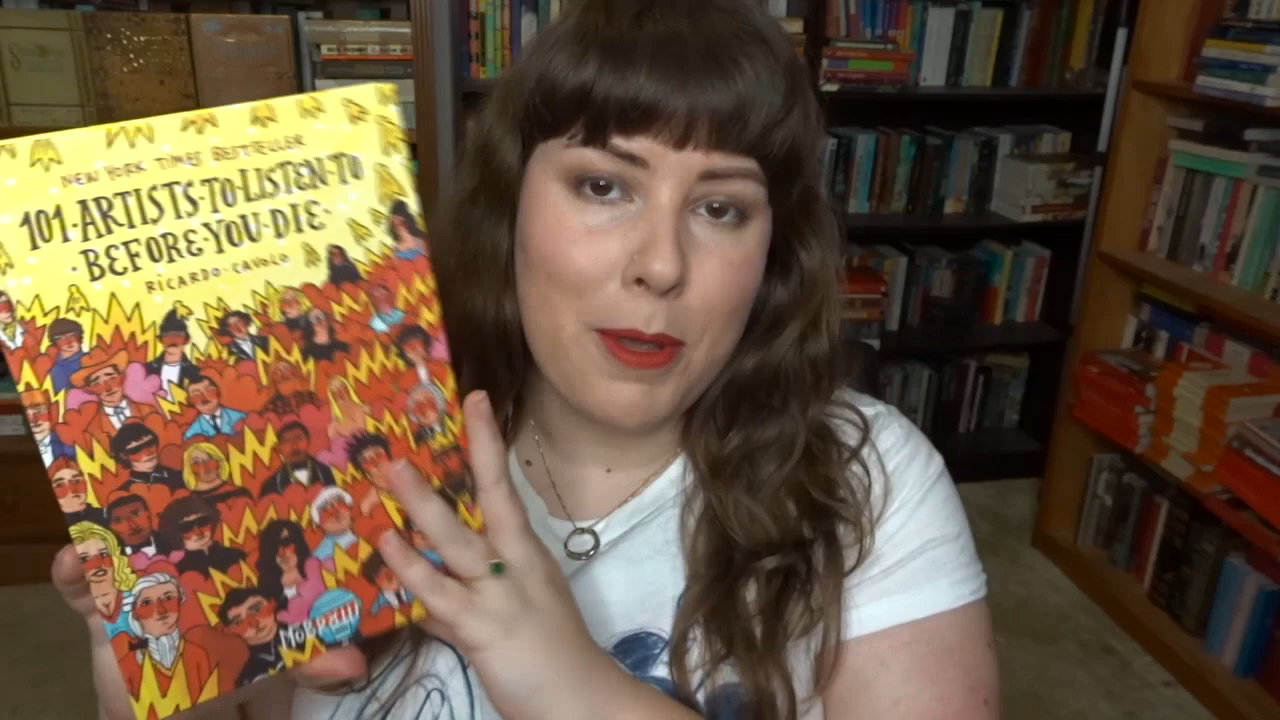 NEW YORK TIMES BESTSELLER
101·ARTISTS·TO·LISTEN·TO
·BEFORE·YOU·DIE·
RICARDO·CAVOLO